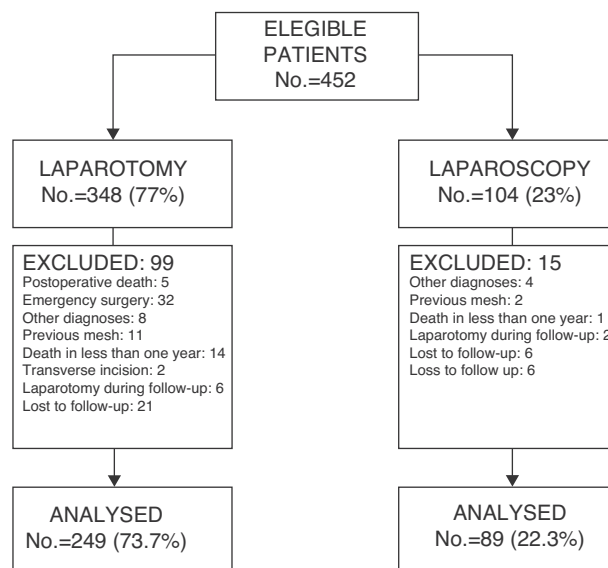 ELEGIBLE
PATIENTS
No.=452
LAPAROTOMY
No.=348 (77%)
LAPAROSCOPY
No.=104 (23%)
EXCLUDED: 99
Postoperative death: 5
Emergency surgery: 32
Other diagnoses: 8
Previous mesh: 11
Death in less than one year: 14
Transverse incision: 2
Laparotomy during follow-up: 6
Lost to follow-up: 21
EXCLUDED: 15
Other diagnoses: 4
Previous mesh: 2
Death in less than one year: 1
Laparotomy during follow-up: 2
Lost to follow-up: 6
Loss to follow up: 6
ANALYSED
No.=249 (73.7%)
ANALYSED
No.=89 (22.3%)